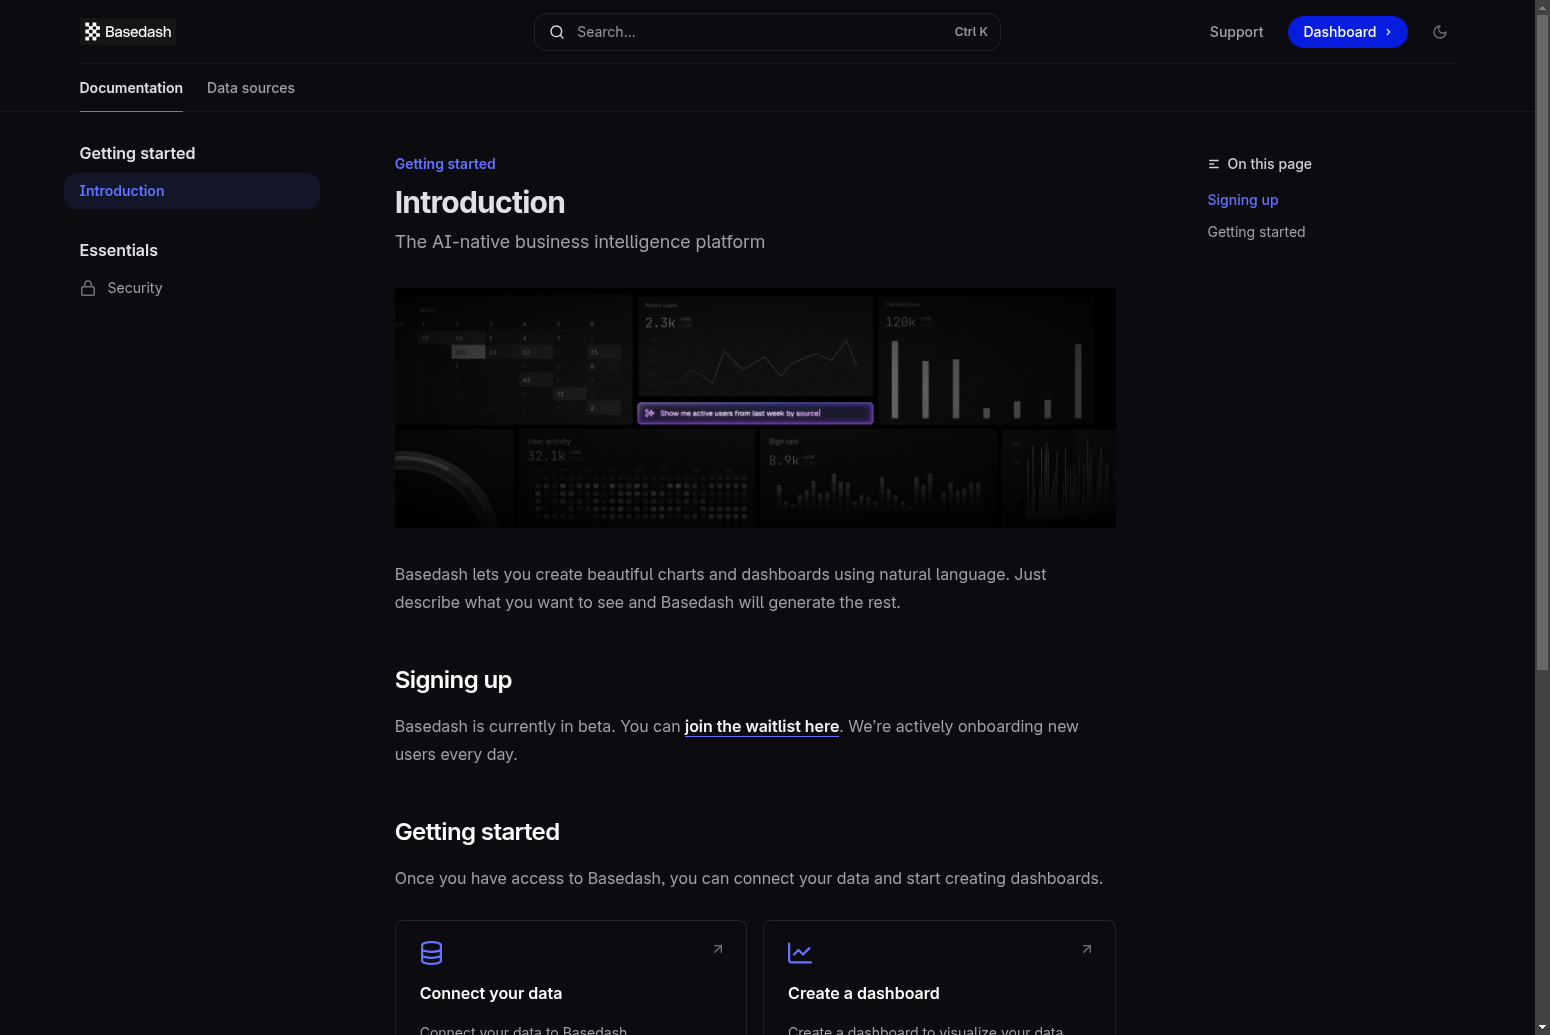 Basedash
Search...
Ctrl K
Support
Dashboard
Documentation
Data sources
Getting started
Introduction
Essentials
Security
Getting started
Introduction
The AI-native business intelligence platform
Active users
2.3k
Transactions
120k
Show me active users from last week by source
User activity
32.1k
Sign ups
8.9k
Basedash lets you create beautiful charts and dashboards using natural language. Just
describe what you want to see and Basedash will generate the rest.
Signing up
Basedash is currently in beta. You can join the waitlist here. We’re actively onboarding new
users every day.
Getting started
Once you have access to Basedash, you can connect your data and start creating dashboards.
Connect your data
Connect your data to Basedash
Create a dashboard
Create a dashboard to visualize your data
On this page
Signing up
Getting started